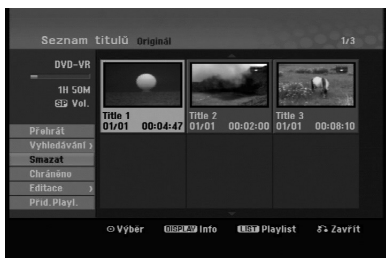 Seznam titulů Originál 1/3
DVD-VR
1H 50M
SP Vol.
Přehrát
Vyhledávání
Smazat
Chráněno
Editace
Přid.Playl.
Title 1
01/01 00:04:47
Title 2
01/01 00:02:00
Title 3
01/01 00:08:10
Výběr DISPLAY Info LIST Playlist Zavřít